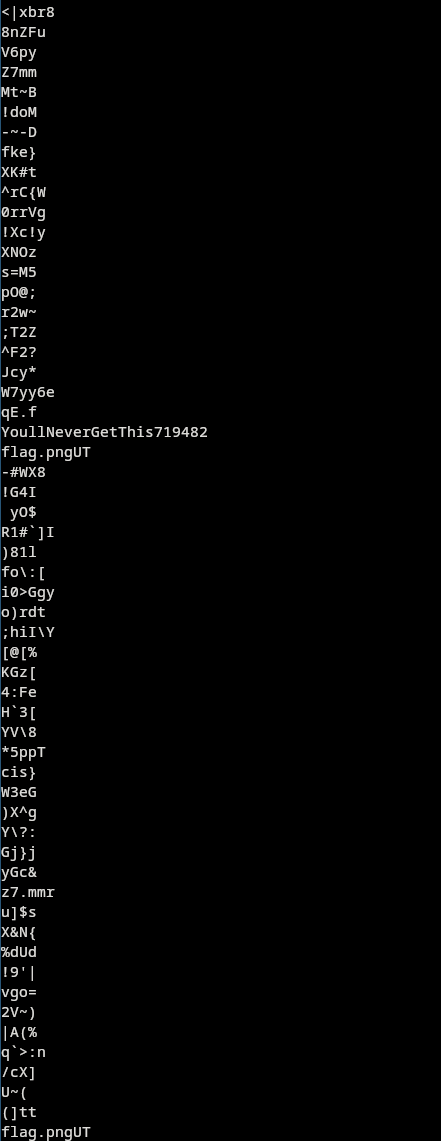 <|xbr8
8nZFu
V6py
Z7mm
Mt~B
!doM
-~-D
fke}
XK#t
^rC{W
0rrVg
!Xc!y
XNOz
s=M5
pO@;
r2w~
;T2Z
^F2?
Jcy*
W7yy6e
qE.f
YoullNeverGetThis719482
flag.pngUT
-#WX8
!G4I
 yO$
R1#`]I
)81l
fo\:[
i0>Ggy
o)rdt
;hiI\Y
[@[%
KGz[
4:Fe
H`3[
YV\8
*5ppT
cis}
W3eG
)X^g
Y\?:
Gj}j
yGc&
z7.mmr
u]$s
X&N{
%dUd
!9'|
vgo=
2V~)
|A(%
q`>:n
/cX]
U~(
(]tt
flag.pngUT